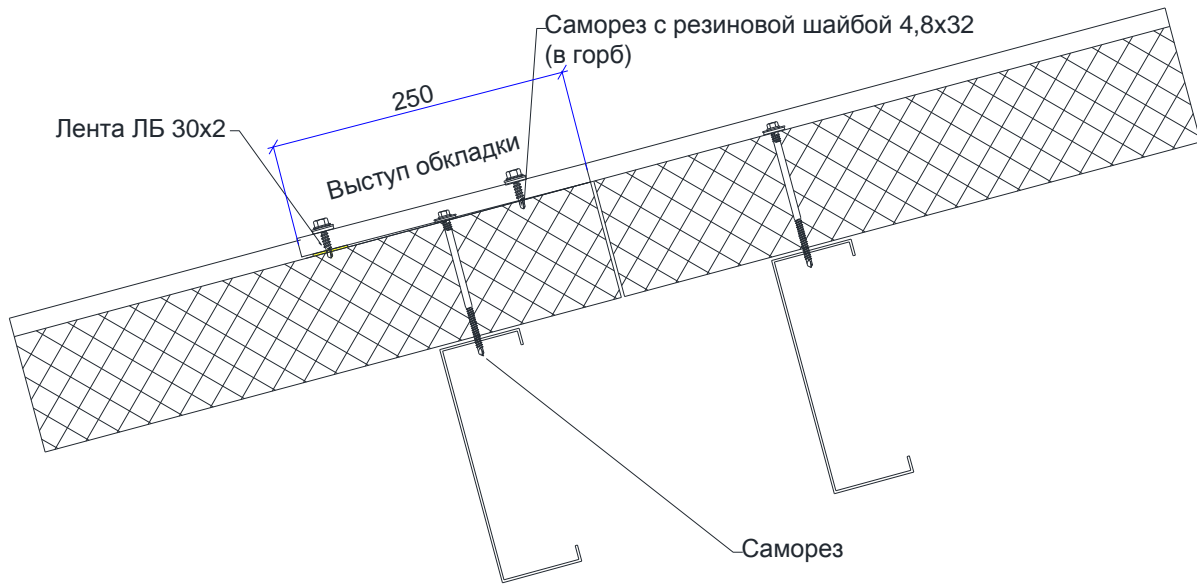 Саморез с резиновой шайбой 4,8х32
(в горб)
250
Лента ЛБ 30х2
Выступ обкладки
Саморез